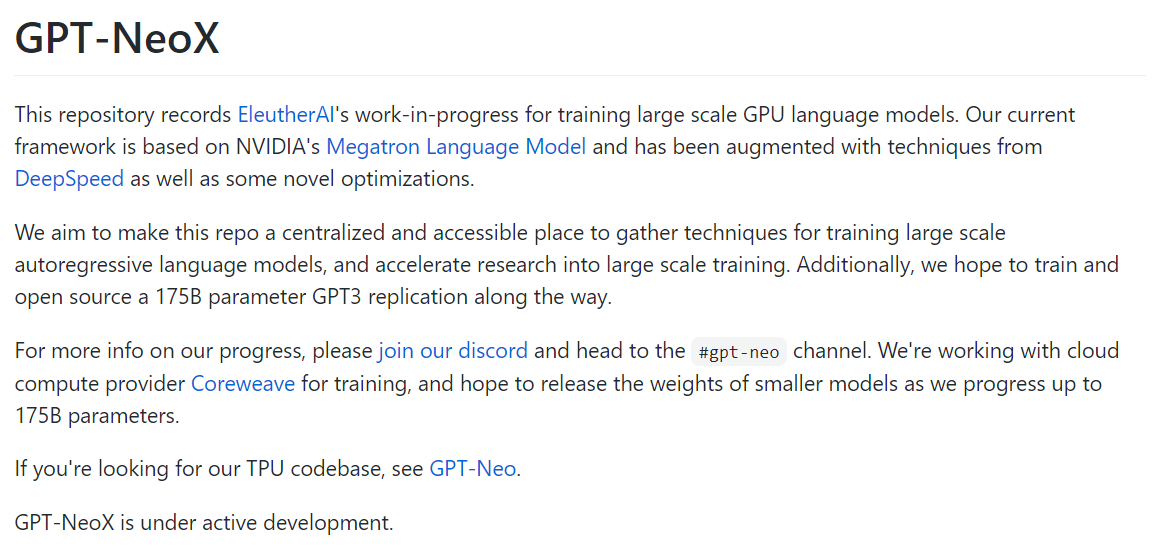 GPT-NeoX
This repository records EleutherAI's work-in-progress for training large scale GPU language models. Our current
framework is based on NVIDIA's Megatron Language Model and has been augmented with techniques from
DeepSpeed as well as some novel optimizations.
We aim to make this repo a centralized and accessible place to gather techniques for training large scale
autoregressive language models, and accelerate research into large scale training. Additionally, we hope to train and
open source a 175B parameter GPT3 replication along the way.
For more info on our progress, please join our discord and head to the #gpt-neo channel. We're working with cloud
compute provider Coreweave for training, and hope to release the weights of smaller models as we progress up to
175B parameters.
If you're looking for our TPU codebase, see GPT-Neo.
GPT-NeoX is under active development.